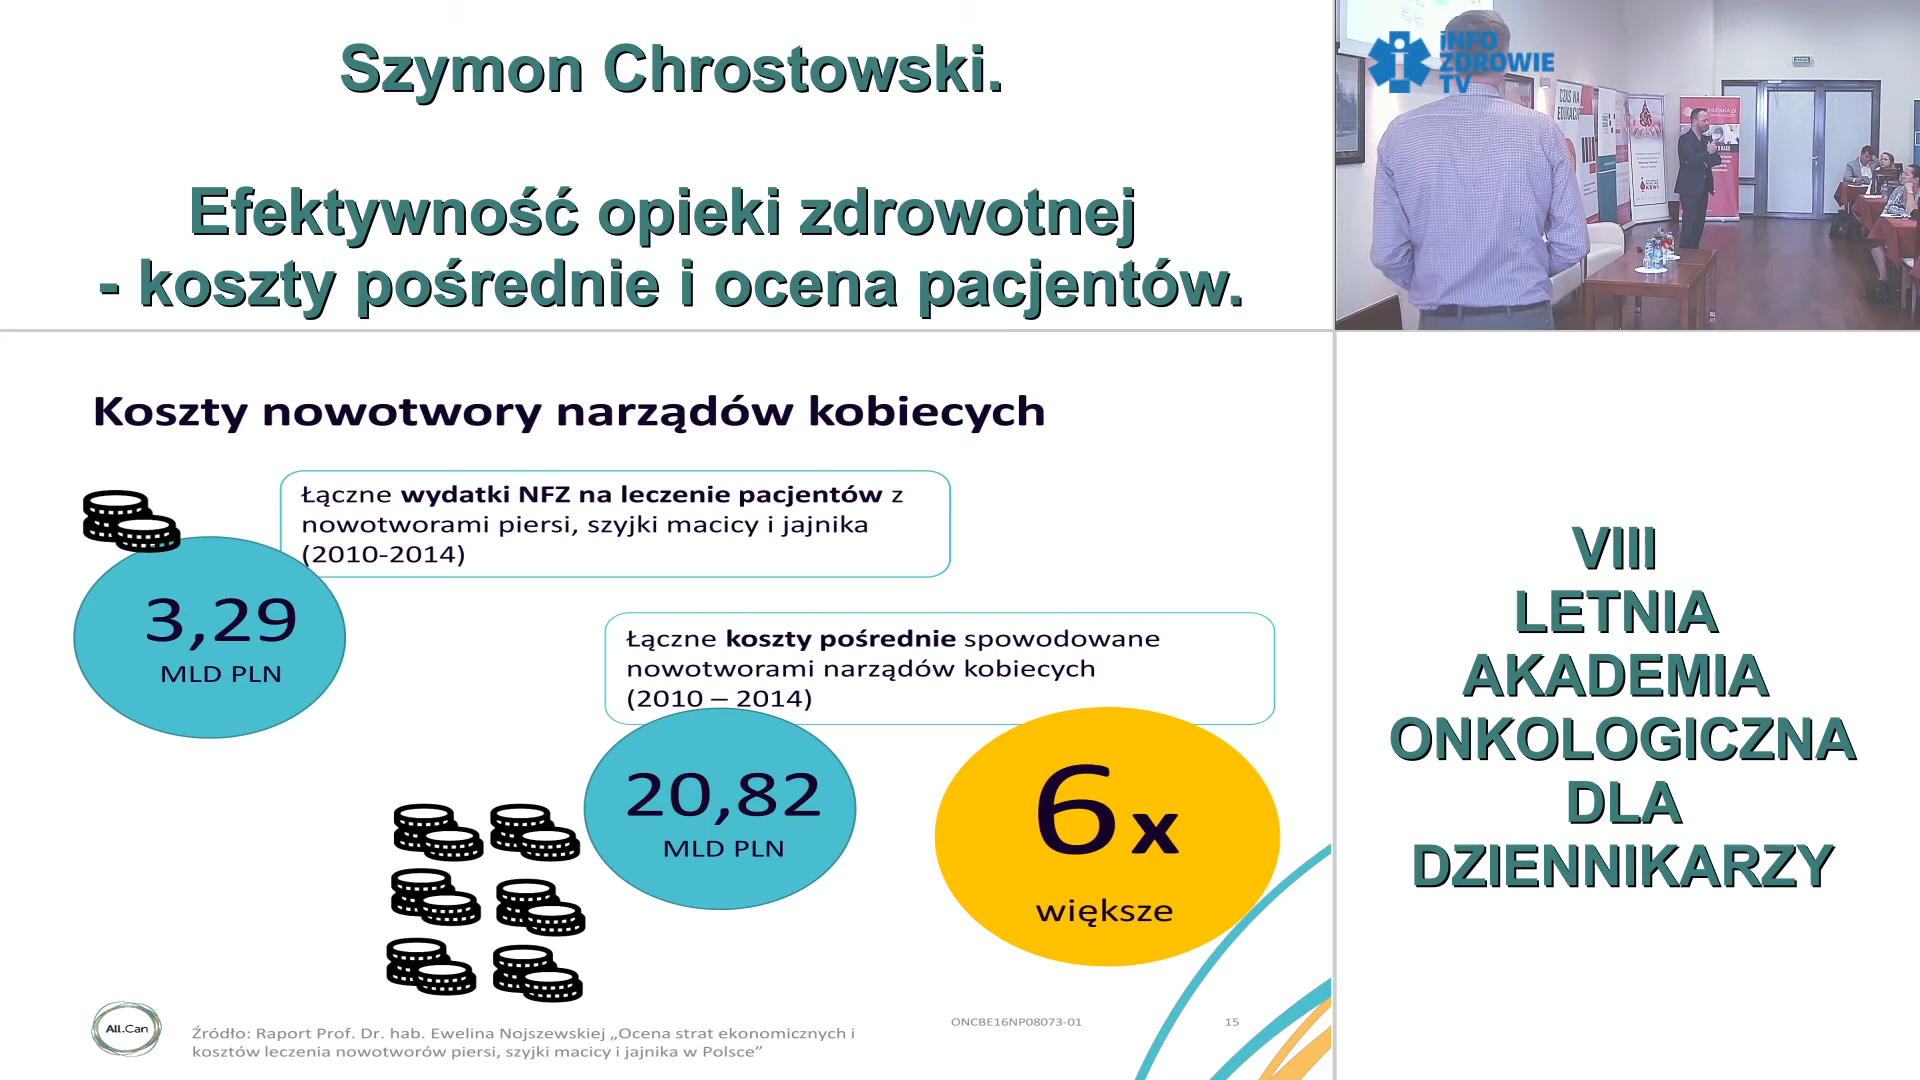 Szymon Chrostowski.
Efektywność opieki zdrowotnej
- koszty pośrednie i ocena pacjentów.
iNFO
ZDROWIE
TV
CZAS NA
EDUKACJĘ
Koszty nowotwory narządów kobiecych
Łączne wydatki NFZ na leczenie pacjentów z
nowotworami piersi, szyjki macicy i jajnika
(2010-2014)
3,29
MLD PLN
Łączne koszty pośrednie spowodowane
nowotworami narządów kobiecych
(2010 – 2014)
20,82
MLD PLN
6 x
większe
All.Can
Źródło: Raport Prof. Dr. hab. Ewelina Nojszewskiej „Ocena strat ekonomicznych i
kosztów leczenia nowotworów piersi, szyjki macicy i jajnika w Polsce”
ONCBE16NP08073-01
15
VIII
LETNIA
AKADEMIA
ONKOLOGICZNA
DLA
DZIENNIKARZY